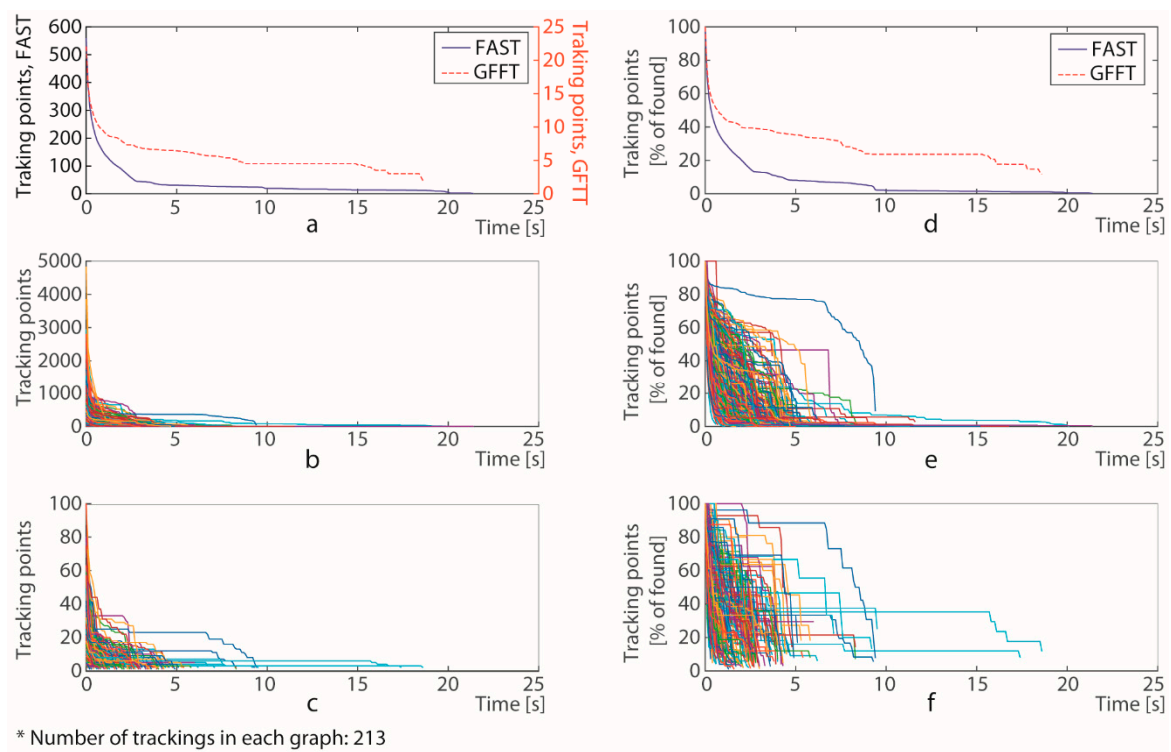 Traking points, FAST
600
500
400
300
200
100
0
FAST
GFFT
25
20
15
10
5
0
Traking
points, GFTT
0 5 10 15 20 25
Time [s]
a
Traking points
[% of found]
100
80
60
40
20
0
FAST
GFFT
0 5 10 15 20 25
Time [s]
d
Tracking points
5000
4000
3000
2000
1000
0
0 5 10 15 20 25
Time [s]
b
Tracking points
[% of found]
100
80
60
40
20
0
0 5 10 15 20 25
Time [s]
e
Tracking points
100
80
60
40
20
0
0 5 10 15 20 25
Time [s]
c
Tracking points
[% of found]
100
80
60
40
20
0
0 5 10 15 20 25
Time [s]
f
* Number of trackings in each graph: 213